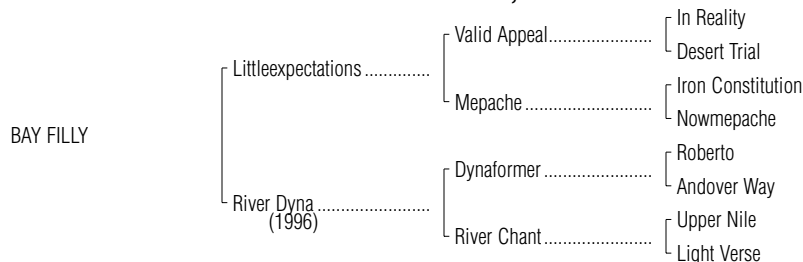 In Reality
Valid Appeal
Desert Trial
Littleexpectations
Iron Constitution
Mepache
Nowmepache
BAY FILLY
Roberto
Dynaformer
Andover Way
River Dyna
(1996)
Upper Nile
River Chant
Light Verse